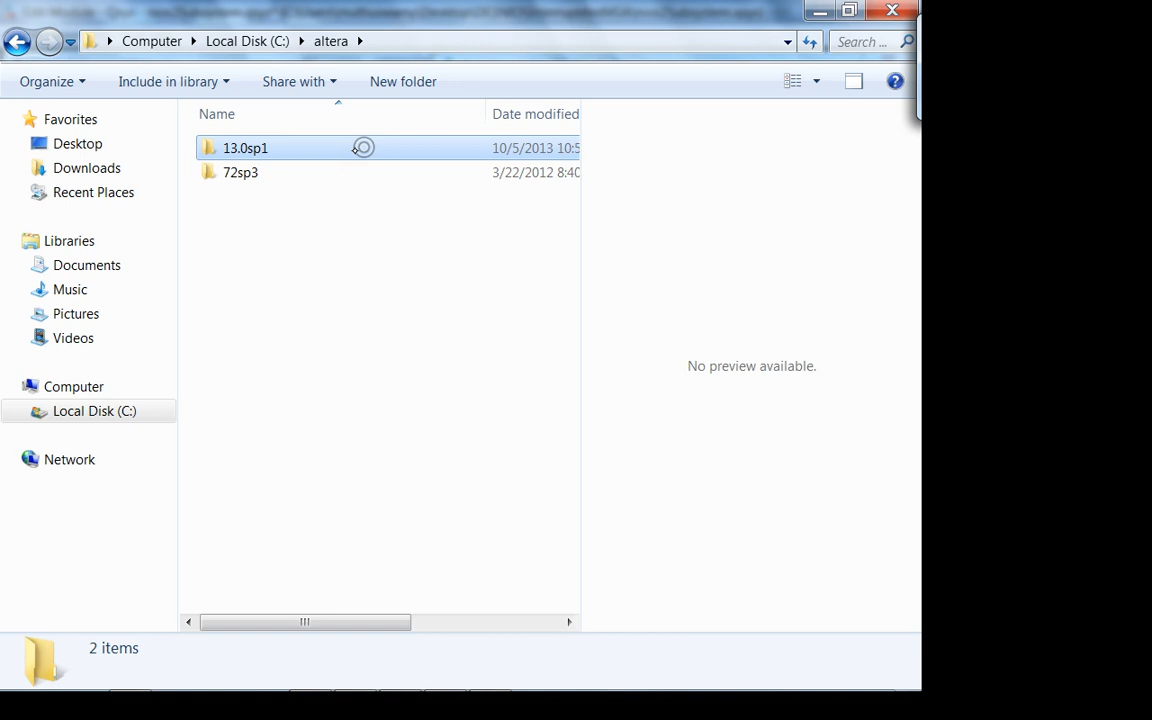 Computer Local Disk (C:) altera
Search ...
Organize Include in library Share with New folder
Favorites
Desktop
Downloads
Recent Places
Libraries
Documents
Music
Pictures
Videos
Computer
Local Disk (C:)
Network
Name Date modified
13.0sp1 10/5/2013 10:5
72sp3 3/22/2012 8:40
No preview available.
2 items